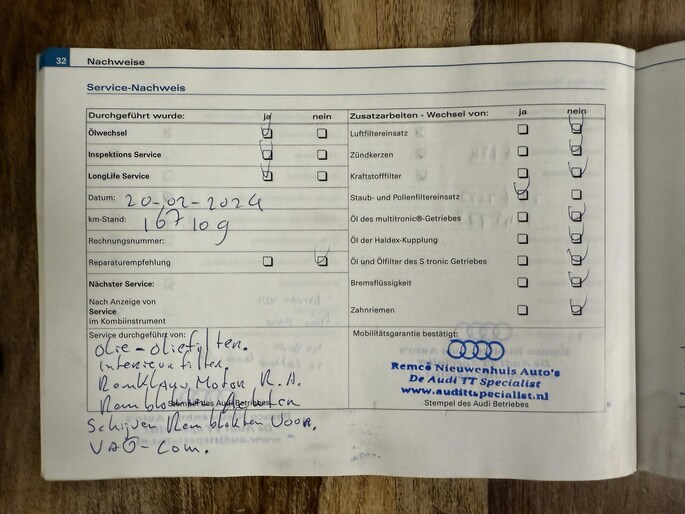 32 Nachweise
Service-Nachweis
Durchgeführt wurde: ja nein
Ölwechsel
Inspektions Service
LongLife Service
Datum: 20-02-2024
km-Stand: 167109
Rechnungsnummer:
Reparaturempfehlung
Nächster Service:
Nach Anzeige von
Service
im Kombiinstrument
Service durchgeführt von:
Olie-Oliefilter.
Interieurfilter.
Remklauw Motor R.A.
Remblokken Achter
Stempel des Audi Betriebes
Schijven Remblokken Voor.
VAG-Com.
Zusatzarbeiten - Wechsel von: ja nein
Luftfiltereinsatz
Zündkerzen
Kraftstofffilter
Staub- und Pollenfiltereinsatz
Öl des multitronic®-Getriebes
Öl der Haldex-Kupplung
Öl und Ölfilter des S tronic Getriebes
Bremsflüssigkeit
Zahnriemen
Mobilitätsgarantie bestätigt:
Remco Nieuwenhuis Auto's
De Audi TT Specialist
www.audittspecialist.nl
Stempel des Audi Betriebes